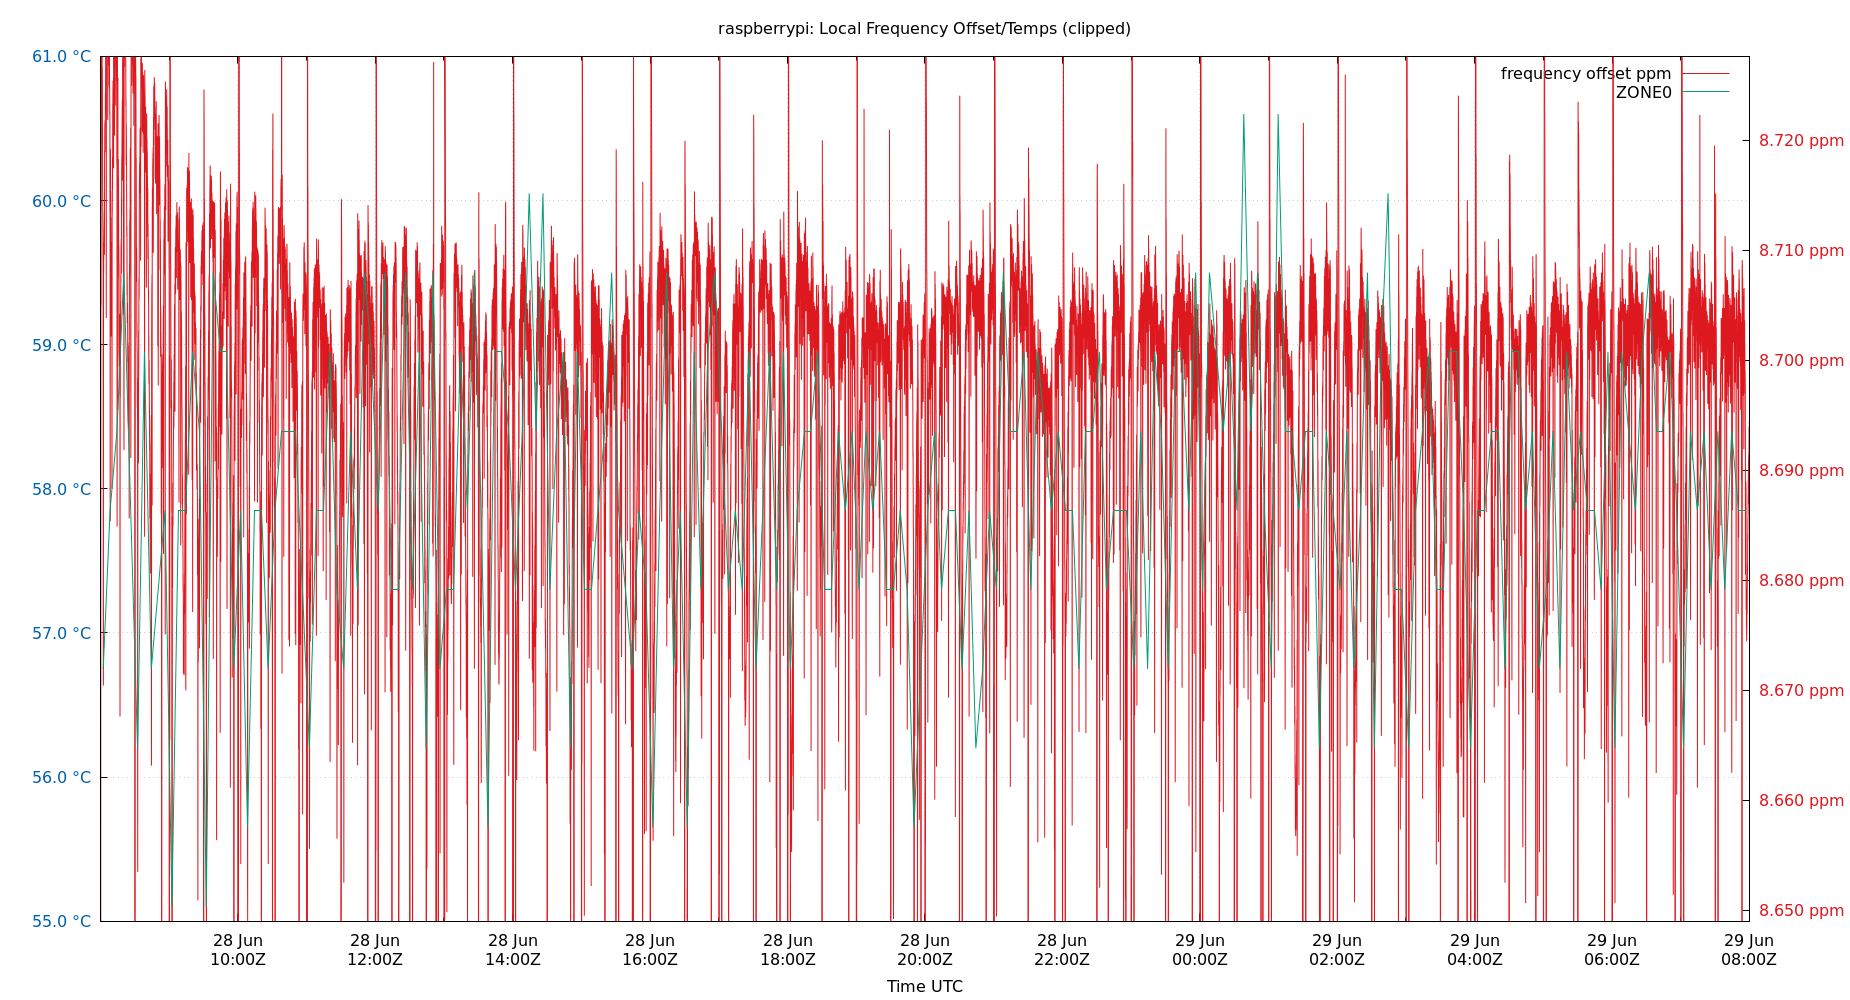 raspberrypi: Local Frequency Offset/Temps (clipped)
61.0 °C
60.0 °C
59.0 °C
58.0 °C
57.0 °C
56.0 °C
55.0 °C
frequency offset ppm
ZONE0
8.720 ppm
8.710 ppm
8.700 ppm
8.690 ppm
8.680 ppm
8.670 ppm
8.660 ppm
8.650 ppm
28 Jun 28 Jun 28 Jun 28 Jun 28 Jun 28 Jun 28 Jun 29 Jun 29 Jun 29 Jun 29 Jun 29 Jun
10:00Z 12:00Z 14:00Z 16:00Z 18:00Z 20:00Z 22:00Z 00:00Z 02:00Z 04:00Z 06:00Z 08:00Z
Time UTC